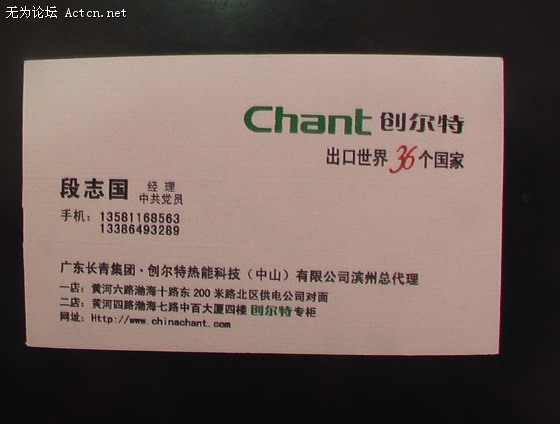 无为论坛 Actcn.net
Chant 创尔特
出口世界36个国家
段志国 经理
中共党员
手机：13581168563
13386493289
广东长青集团·创尔特热能科技（中山）有限公司滨州总代理
一店：黄河六路渤海十路东200米路北区供电公司对面
二店：黄河四路渤海七路中百大厦四楼创尔特专柜
网址：Http://www.chinachant.com